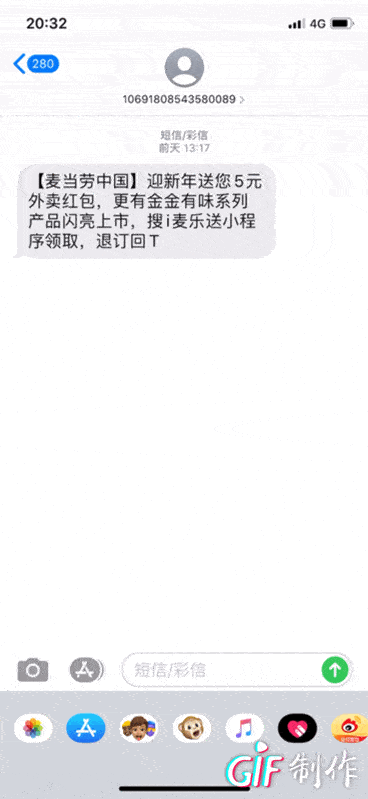 20:32
4G
280
10691808543580089 >
短信/彩信
前天 13:17
【麦当劳中国】迎新年送您5元
外卖红包，更有金金有味系列
产品闪亮上市，搜i麦乐送小程
序领取，退订回T
短信/彩信
GIF 制作